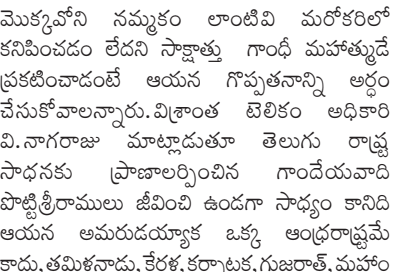 మొక్కవోని నమ్మకం లాంటివి మరోకరిలో
కనిపించడం లేదని సాక్షాత్తు గాంధీ మహాత్ముడే
ప్రకటించాడంటే ఆయన గొప్పతనాన్ని అర్ధం
చేసుకోవాలన్నారు.విశ్రాంత టెలికం అధికారి
వి.నాగరాజు మాట్లాడుతూ తెలుగు రాష్ట్ర
సాధనకు ప్రాణాలర్పించిన గాందేయవాది
పొట్టిశ్రీరాములు జీవించి ఉండగా సాధ్యం కానిది
ఆయన అమరుడయ్యాక ఒక్క ఆంధ్రరాష్ట్రమే
కాదు,తమిళనాడు,కేరళ,కర్నాటక,గుజరాత్,మహాం